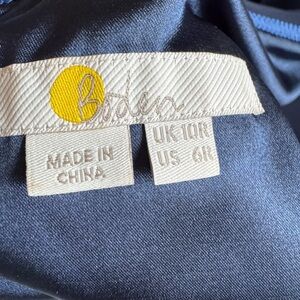 Boden
MADE IN
CHINA
UK 10R
US 6R